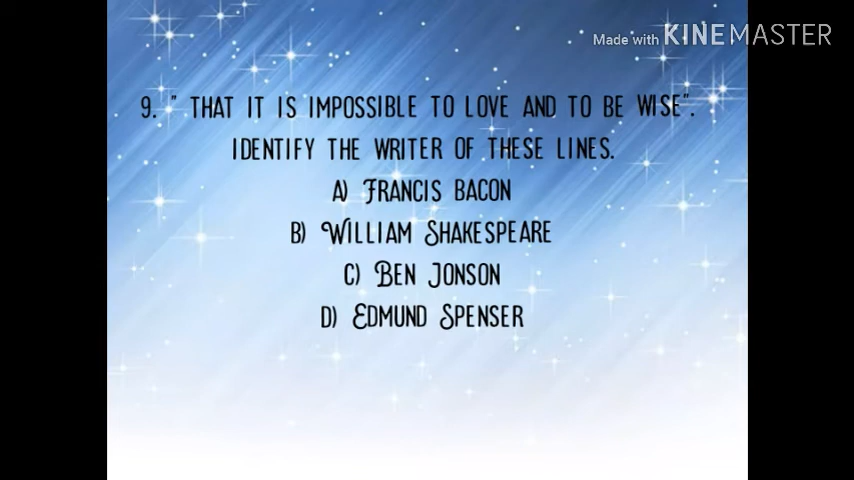 Made with KINEMASTER
9. " THAT IT IS IMPOSSIBLE TO LOVE AND TO BE WISE".
IDENTIFY THE WRITER OF THESE LINES.
A) FRANCIS BACON
B) WILLIAM SHAKESPEARE
C) BEN JONSON
D) EDMUND SPENSER